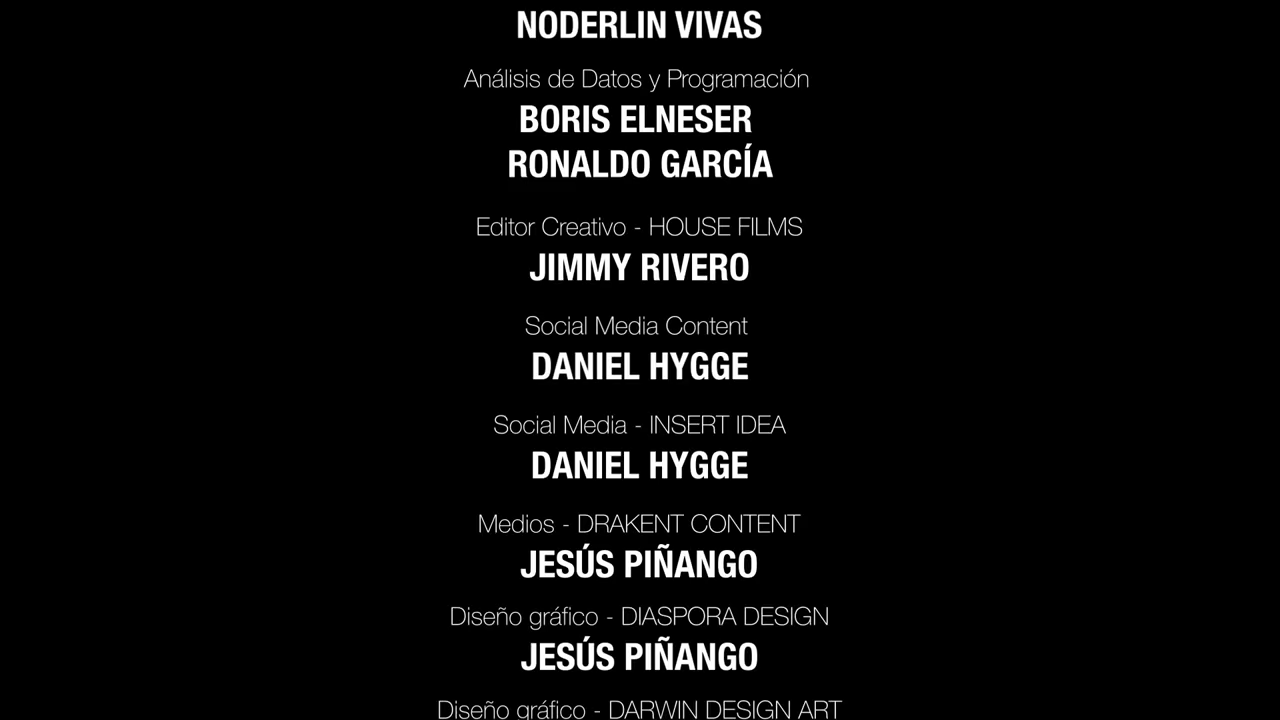 NODERLIN VIVAS
Análisis de Datos y Programación
BORIS ELNESER
RONALDO GARCÍA
Editor Creativo - HOUSE FILMS
JIMMY RIVERO
Social Media Content
DANIEL HYGGE
Social Media - INSERT IDEA
DANIEL HYGGE
Medios - DRAKENT CONTENT
JESÚS PIÑANGO
Diseño gráfico - DIASPORA DESIGN
JESÚS PIÑANGO
Diseño gráfico - DARWIN DESIGN ART